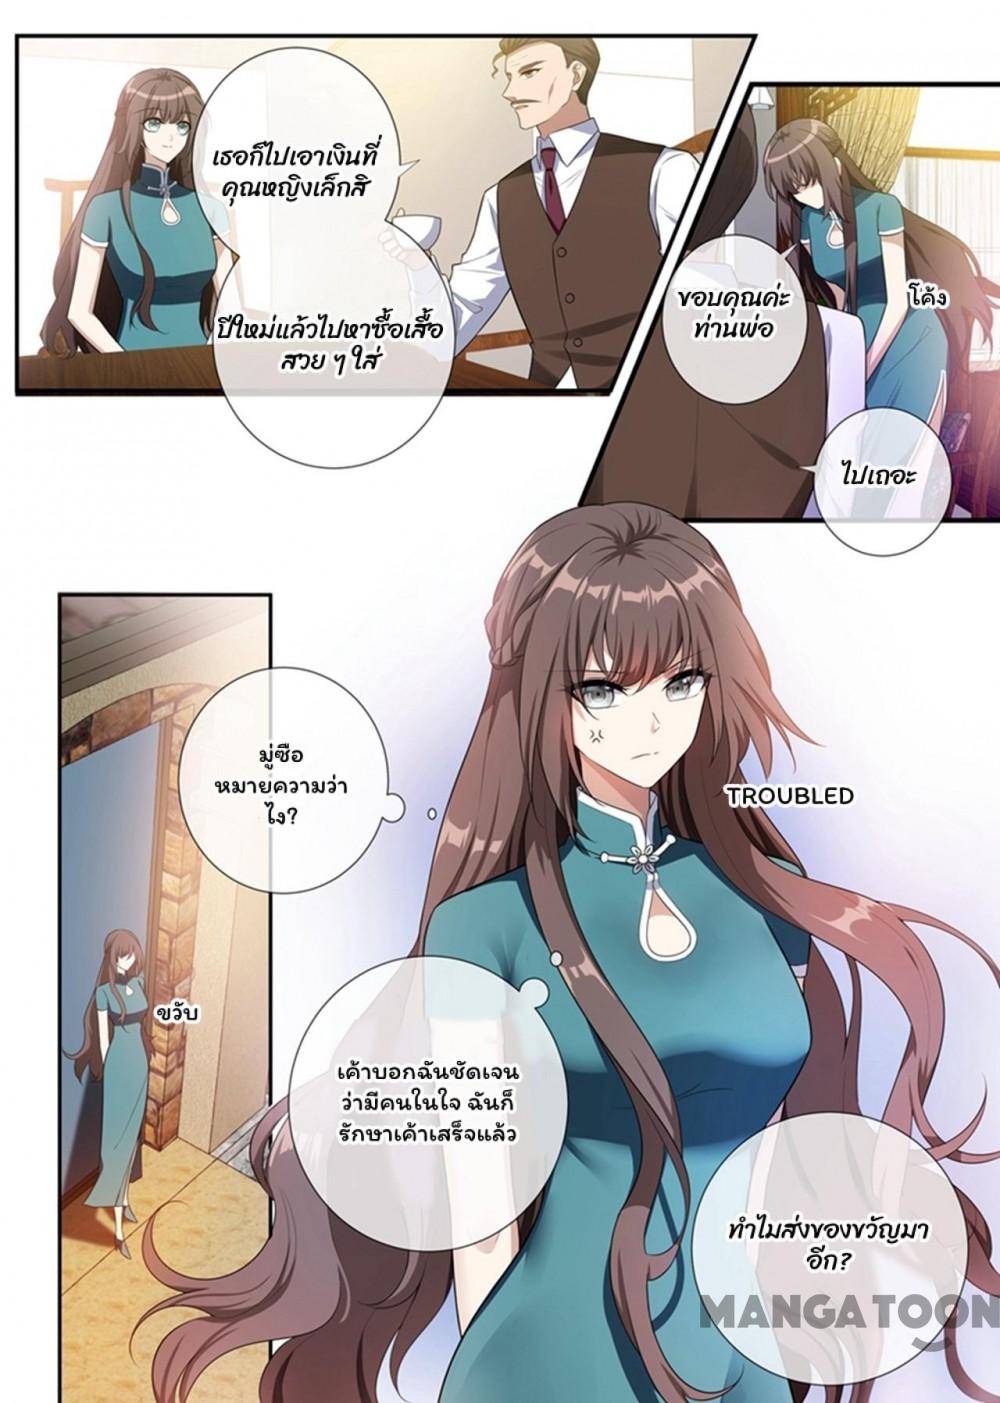 เธอก็ไปเอาเงินที่
คุณหญิงเล็กสิ
ปีใหม่แล้วไปหาซื้อเสื้อ
สวย ๆ ใส่
ขอบคุณค่ะ
ท่านพ่อ
โค้ง
ไปเถอะ
มู่ซือ
หมายความว่า
ไง?
TROUBLED
ขวับ
เค้าบอกฉันชัดเจน
ว่ามีคนในใจ ฉันก็
รักษาเค้าเสร็จแล้ว
ทำไมส่งของขวัญมา
อีก?
MANGATOON